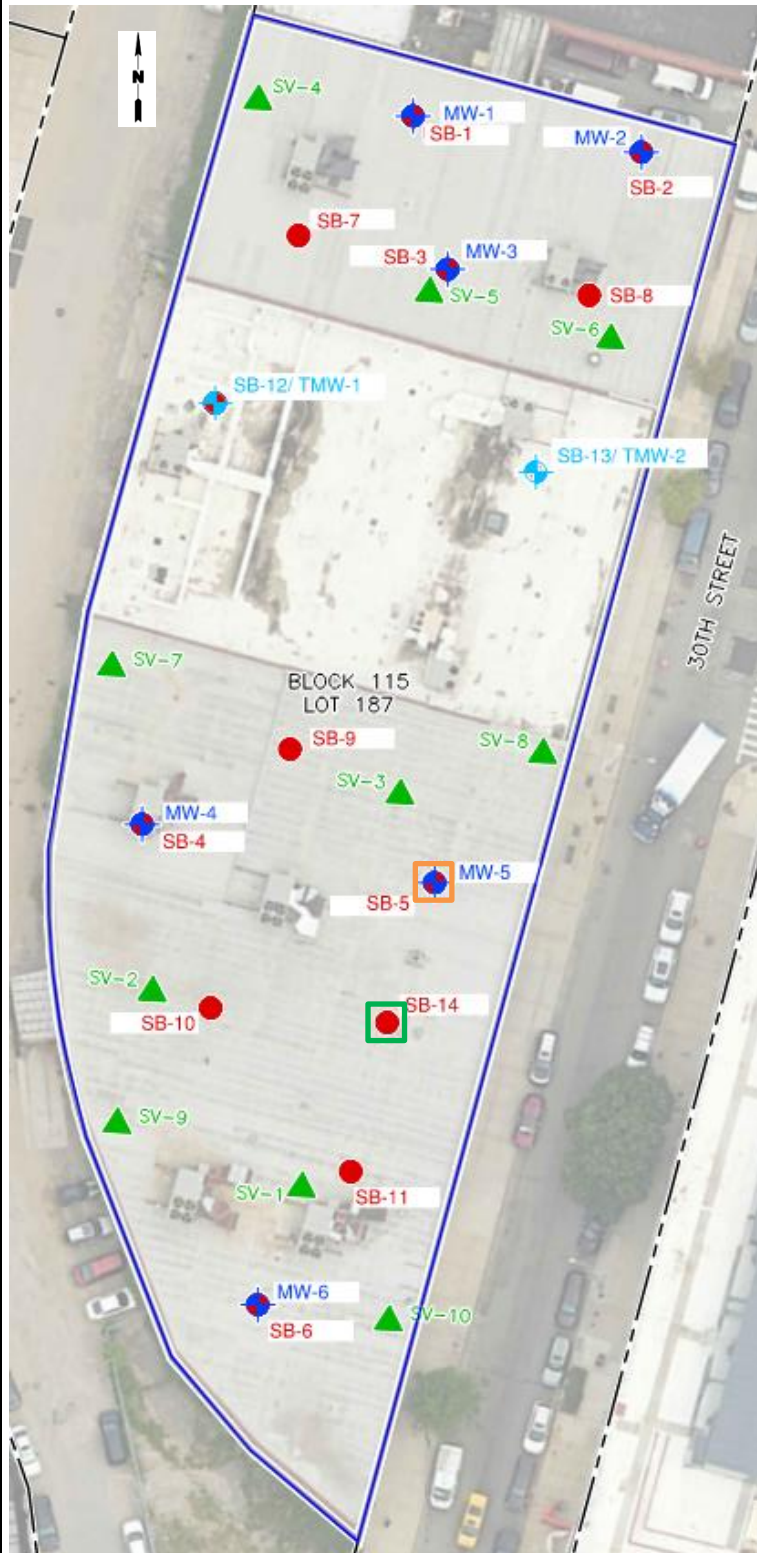 N
SV-4
MW-1
SB-1
MW-2
SB-2
SB-7
SB-3
MW-3
SV-5
SB-8
SV-6
SB-12/ TMW-1
SB-13/ TMW-2
30TH STREET
SV-7
BLOCK 115
LOT 187
SB-9
SV-8
SV-3
MW-4
SB-4
MW-5
SB-5
SV-2
SB-10
SB-14
SV-9
SV-1
SB-11
MW-6
SB-6
SV-10